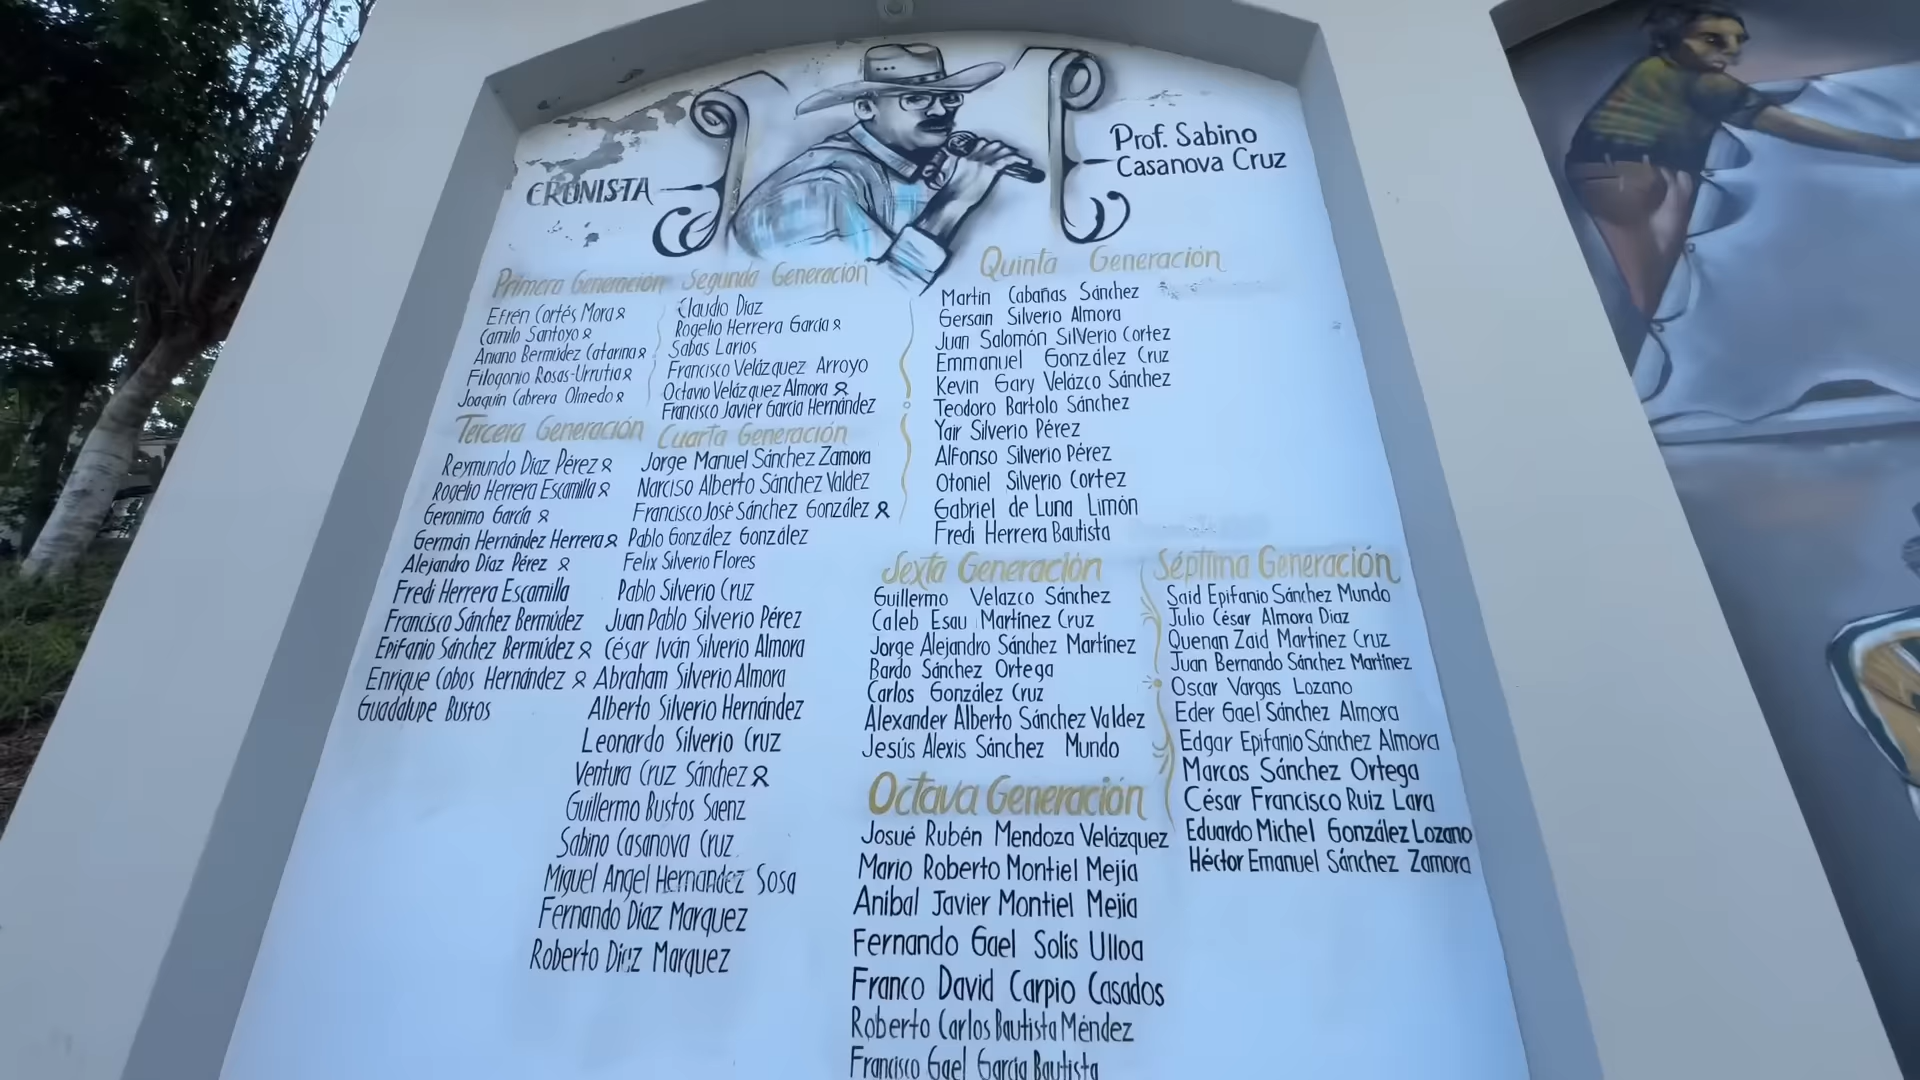 CRONISTA
Prof. Sabino
Casanova Cruz
Primera Generación
Efrén Cortés Mora
Camilo Santoyo
Aniano Bermúdez Catarina
Filogonio Rosas-Urrutia
Joaquín Cabrera Olmedo
Segunda Generación
Claudio Díaz
Rogelio Herrera García
Sabas Larios
Francisco Velázquez Arroyo
Octavio Velázquez Almora
Francisco Javier García Hernández
Tercera Generación
Reymundo Díaz Pérez
Rogelio Herrera Escamilla
Geronimo García
Germán Hernández Herrera
Alejandro Díaz Pérez
Fredi Herrera Escamilla
Francisco Sánchez Bermúdez
Epifanio Sánchez Bermúdez
Enrique Cobos Hernández
Guadalupe Bustos
Cuarta Generación
Jorge Manuel Sánchez Zamora
Narciso Alberto Sánchez Valdez
Francisco José Sánchez González
Pablo González González
Felix Silverio Flores
Pablo Silverio Cruz
Juan Pablo Silverio Pérez
César Iván Silverio Almora
Abraham Silverio Almora
Alberto Silverio Hernández
Leonardo Silverio Cruz
Ventura Cruz Sánchez
Guillermo Bustos Saenz
Sabino Casanova Cruz
Miguel Angel Hernandez Sosa
Fernando Díaz Marquez
Roberto Díaz Marquez
Quinta Generación
Martin Cabañas Sánchez
Gersain Silverio Almora
Juan Salomón Silverio Cortez
Emmanuel González Cruz
Kevin Gary Velázco Sánchez
Teodoro Bartolo Sánchez
Yair Silverio Pérez
Alfonso Silverio Pérez
Otoniel Silverio Cortez
Gabriel de Luna Limón
Fredi Herrera Bautista
Sexta Generación
Guillermo Velazco Sánchez
Caleb Esau Martínez Cruz
Jorge Alejandro Sánchez Martínez
Bardo Sánchez Ortega
Carlos González Cruz
Alexander Alberto Sánchez Valdez
Jesús Alexis Sánchez Mundo
Séptima Generación
Said Epifanio Sánchez Mundo
Julio César Almora Diaz
Quenan Zaid Martinez Cruz
Juan Bernando Sánchez Martínez
Oscar Vargas Lozano
Eder Gael Sánchez Almora
Edgar Epifanio Sánchez Almora
Marcos Sánchez Ortega
César Francisco Ruiz Lara
Eduardo Michel González Lozano
Héctor Emanuel Sánchez Zamora
Octava Generación
Josué Rubén Mendoza Velázquez
Mario Roberto Montiel Mejía
Anibal Javier Montiel Mejía
Fernando Gael Solís Ulloa
Franco David Carpio Casados
Roberto Carlos Bautista Méndez
Francisco Gael García Bautista